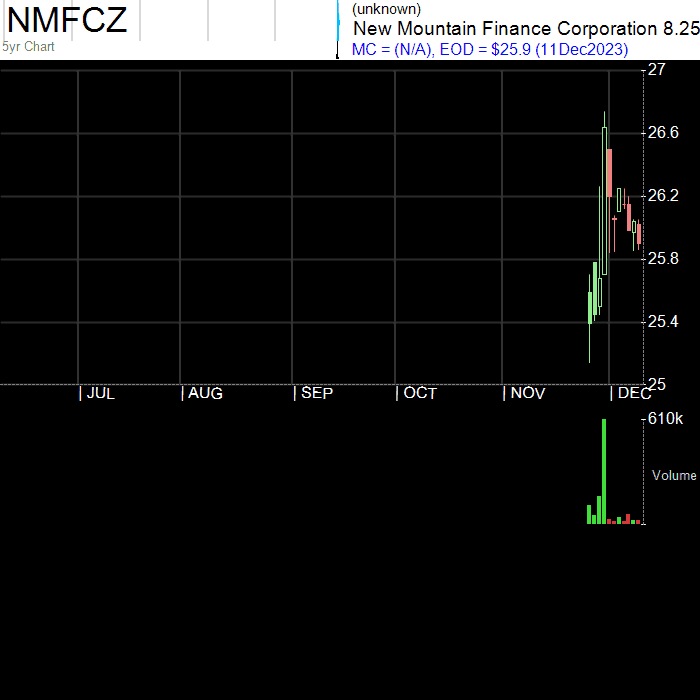 NMFCZ
5yr Chart
(unknown)
New Mountain Finance Corporation 8.25
MC = (N/A), EOD = $25.9 (11Dec2023)
27
26.6
26.2
25.8
25.4
25
| JUL | AUG | SEP | OCT | NOV | DEC
610k
Volume